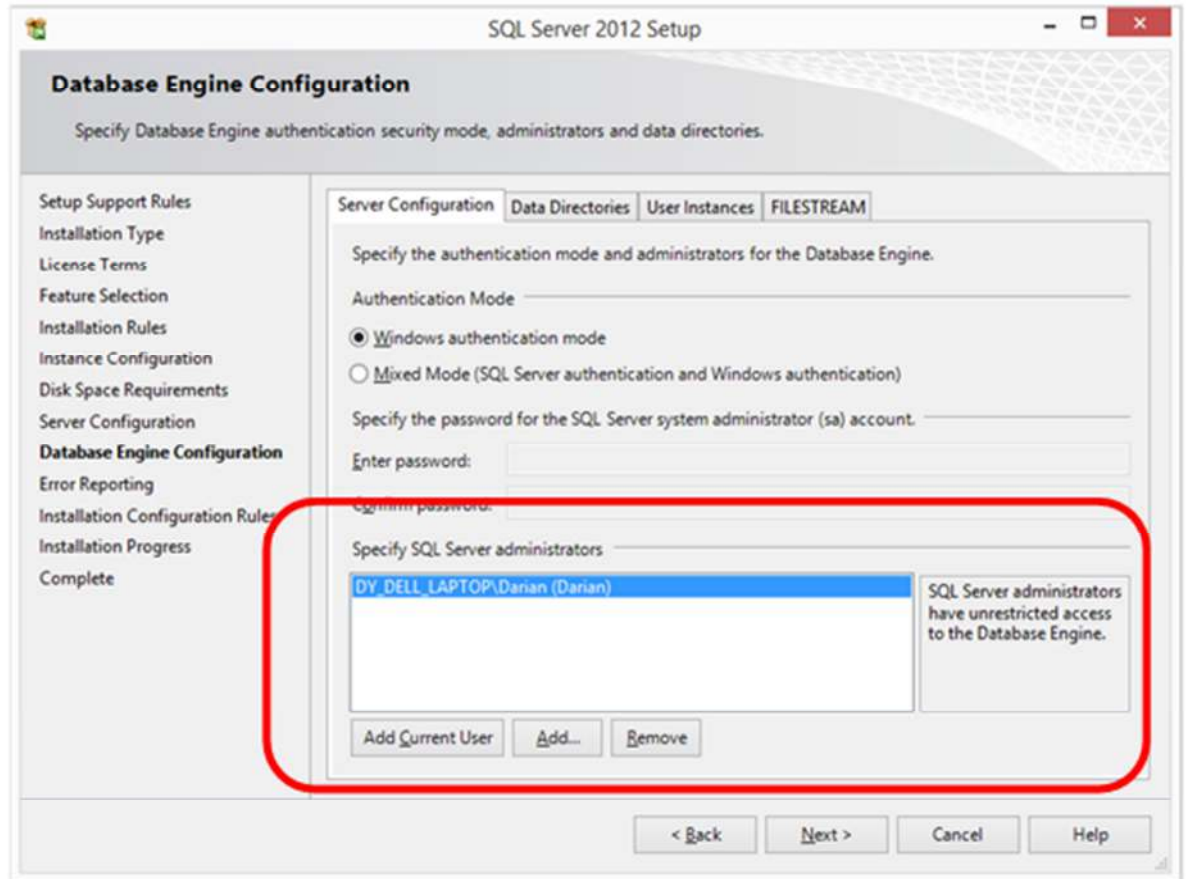 SQL Server 2012 Setup
Database Engine Configuration
Specify Database Engine authentication security mode, administrators and data directories.
Setup Support Rules
Installation Type
License Terms
Feature Selection
Installation Rules
Instance Configuration
Disk Space Requirements
Server Configuration
Database Engine Configuration
Error Reporting
Installation Configuration Rules
Installation Progress
Complete
Server Configuration
Data Directories
User Instances
FILESTREAM
Specify the authentication mode and administrators for the Database Engine.
Authentication Mode
Windows authentication mode
Mixed Mode (SQL Server authentication and Windows authentication)
Specify the password for the SQL Server system administrator (sa) account.
Enter password:
Confirm password:
Specify SQL Server administrators
DY_DELL_LAPTOP\Darian (Darian)
SQL Server administrators
have unrestricted access
to the Database Engine.
Add Current User
Add...
Remove
< Back
Next >
Cancel
Help